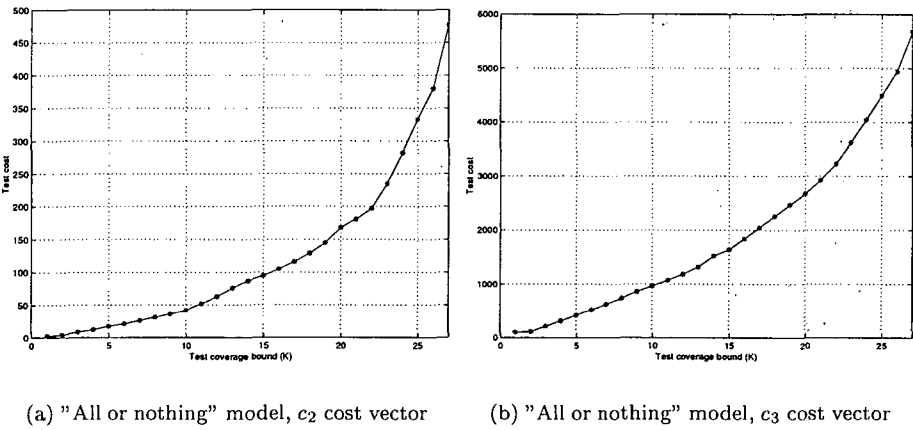 500
450
400
350
300
250
200
150
100
50
0
Test cost
0 5 10 15 20 25
Test coverage bound (K)
6000
5000
4000
3000
2000
1000
0
Test cost
0 5 10 15 20 25
Test coverage bound (K)
(a) "All or nothing" model, c₂ cost vector
(b) "All or nothing" model, c₃ cost vector